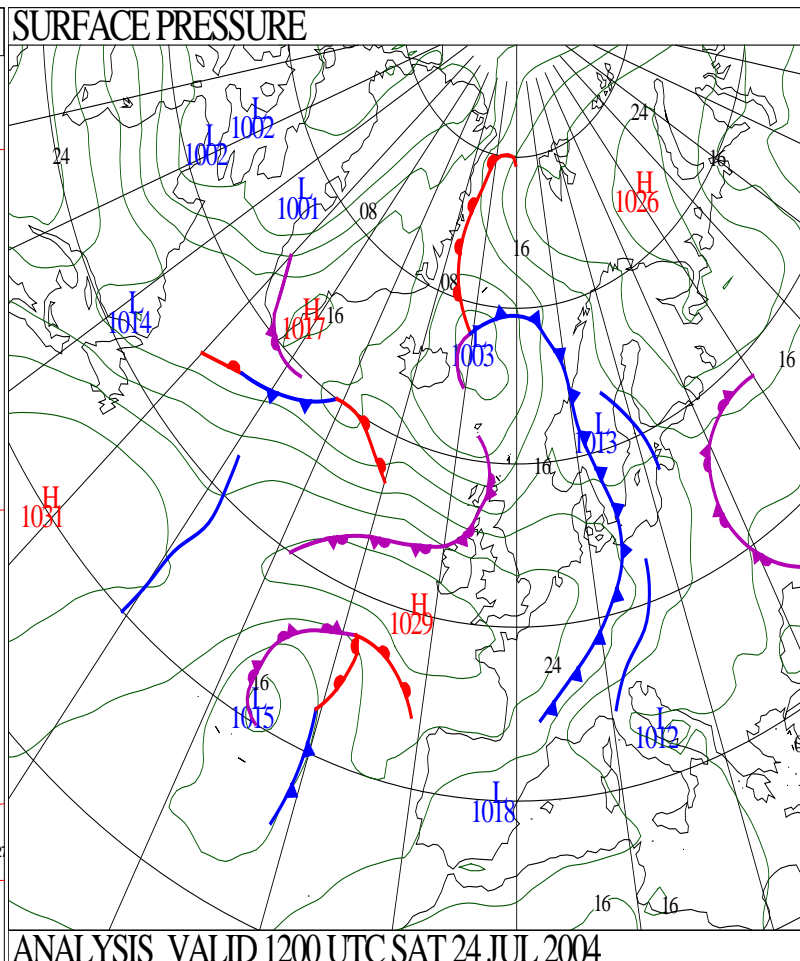 SURFACE PRESSURE
L
1002
24
L
1002
24
16
L
1001
H
1026
08
16
08
L
1014
H
1017
16
L
1003
16
L
1013
16
H
1031
H
1029
24
16
L
1015
L
1012
L
1018
16
16
ANALYSIS VALID 1200 UTC SAT 24 JUL 2004